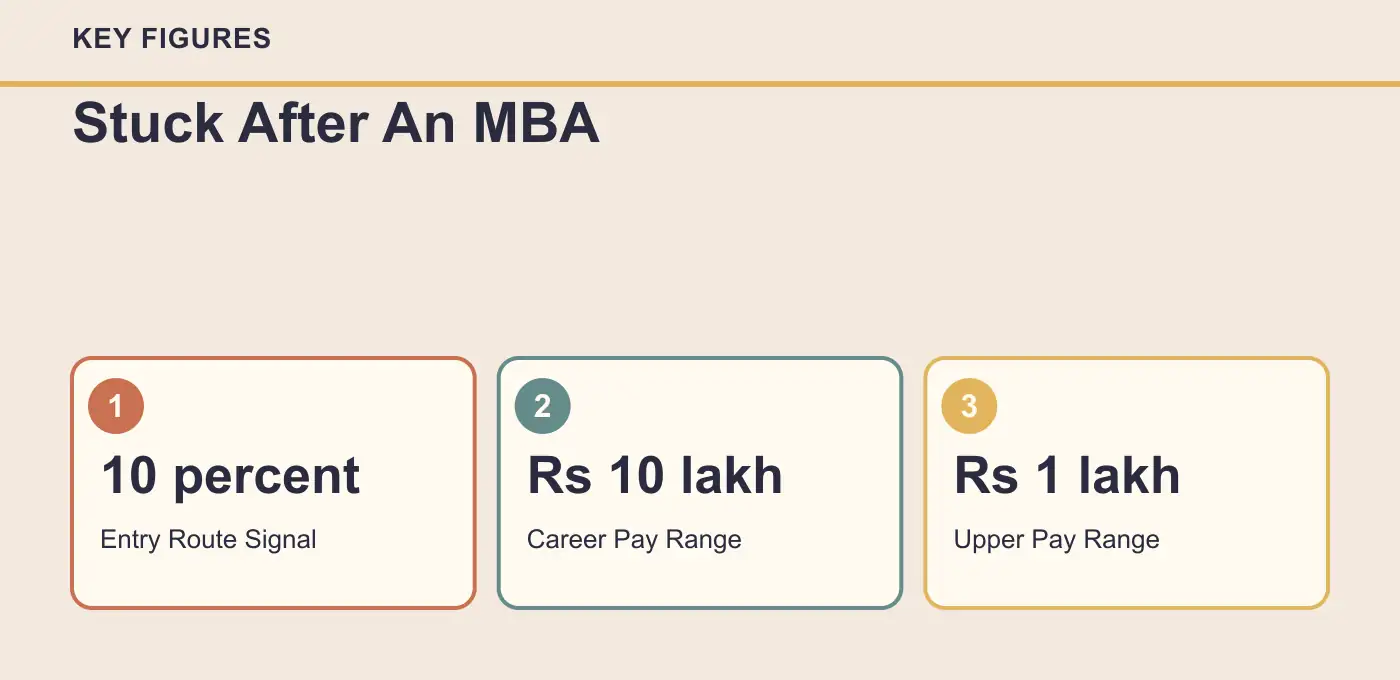 KEY FIGURES
Stuck After An MBA
1
10 percent
Entry Route Signal
2
Rs 10 lakh
Career Pay Range
3
Rs 1 lakh
Upper Pay Range